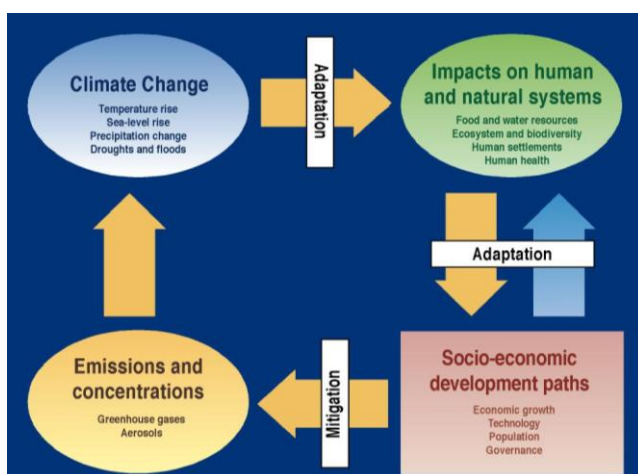 Climate Change
Temperature rise
Sea-level rise
Precipitation change
Droughts and floods
Adaptation
Impacts on human
and natural systems
Food and water resources
Ecosystem and biodiversity
Human settlements
Human health
Adaptation
Emissions and
concentrations
Greenhouse gases
Aerosols
Mitigation
Socio-economic
development paths
Economic growth
Technology
Population
Governance